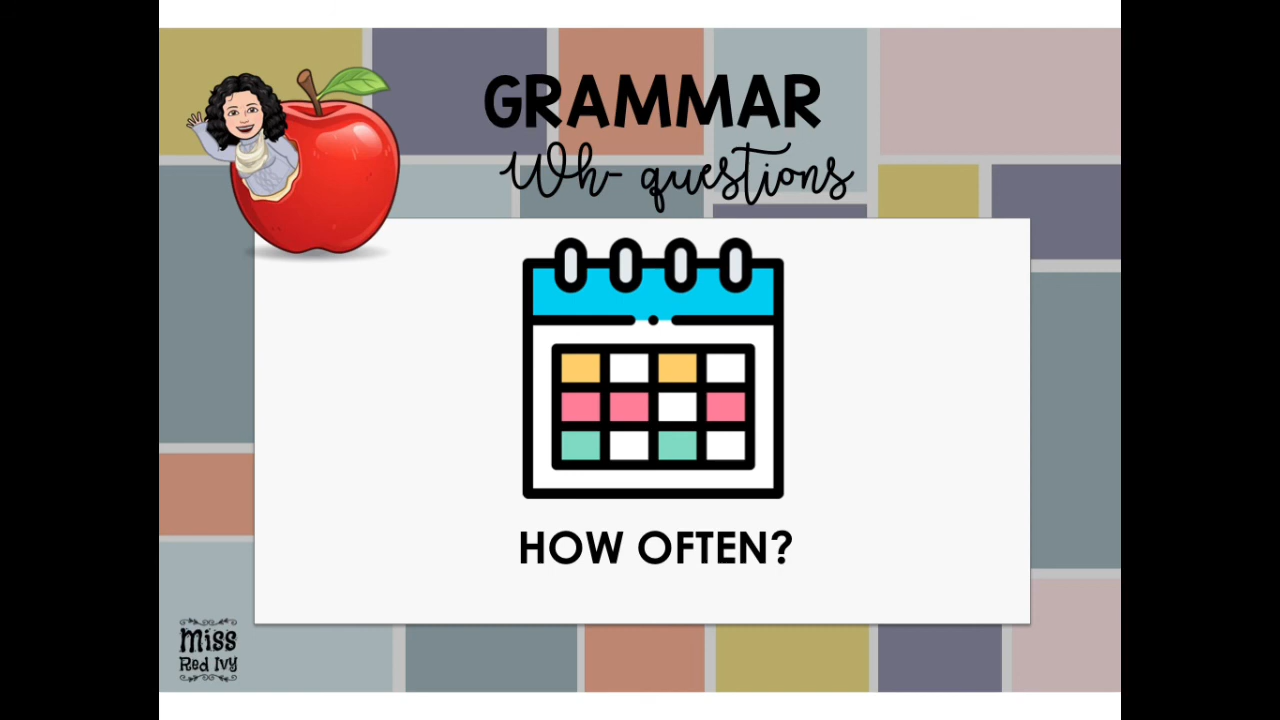 GRAMMAR
Wh- questions
HOW OFTEN?
Miss
Red Ivy